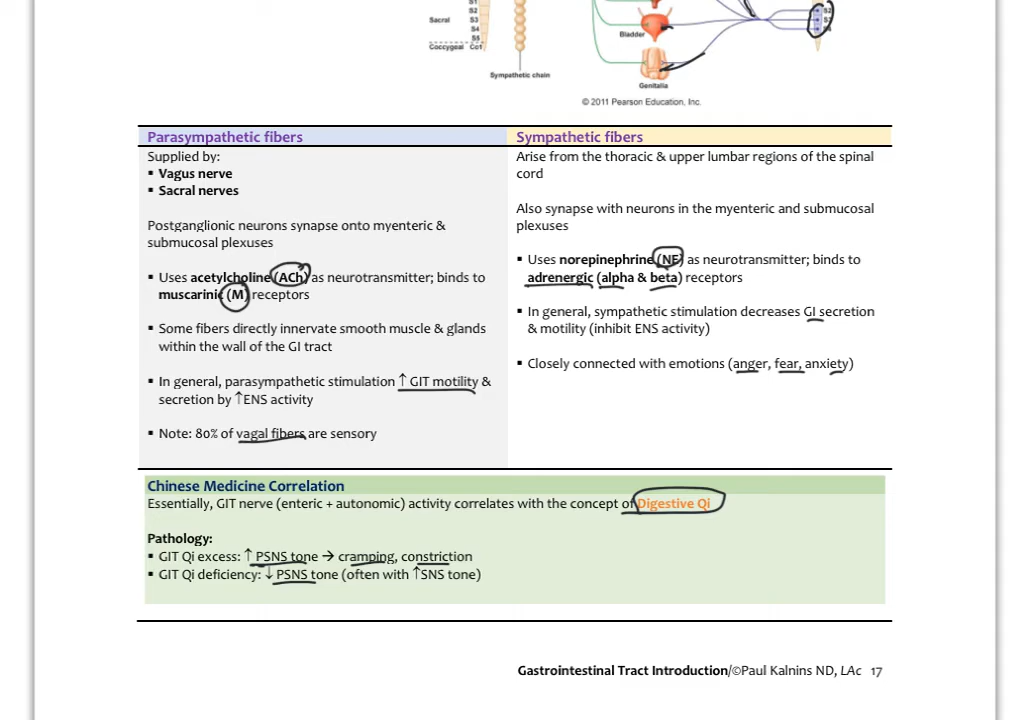 S1
S2
Sacral S3
S4
S5
Coccygeal Co1
Sympathetic chain
Bladder
Genitalia
S2
© 2011 Pearson Education, Inc.
Parasympathetic fibers
Supplied by:
▪ Vagus nerve
▪ Sacral nerves
Postganglionic neurons synapse onto myenteric &
submucosal plexuses
▪ Uses acetylcholine (ACh) as neurotransmitter; binds to
muscarinic (M) receptors
▪ Some fibers directly innervate smooth muscle & glands
within the wall of the GI tract
▪ In general, parasympathetic stimulation ↑ GIT motility &
secretion by ↑ENS activity
▪ Note: 80% of vagal fibers are sensory
Sympathetic fibers
Arise from the thoracic & upper lumbar regions of the spinal
cord
Also synapse with neurons in the myenteric and submucosal
plexuses
▪ Uses norepinephrine (NE) as neurotransmitter; binds to
adrenergic (alpha & beta) receptors
▪ In general, sympathetic stimulation decreases GI secretion
& motility (inhibit ENS activity)
▪ Closely connected with emotions (anger, fear, anxiety)
Chinese Medicine Correlation
Essentially, GIT nerve (enteric + autonomic) activity correlates with the concept of Digestive Qi
Pathology:
▪ GIT Qi excess: ↑ PSNS tone → cramping, constriction
▪ GIT Qi deficiency: ↓ PSNS tone (often with ↑SNS tone)
Gastrointestinal Tract Introduction/©Paul Kalnins ND, LAc 17